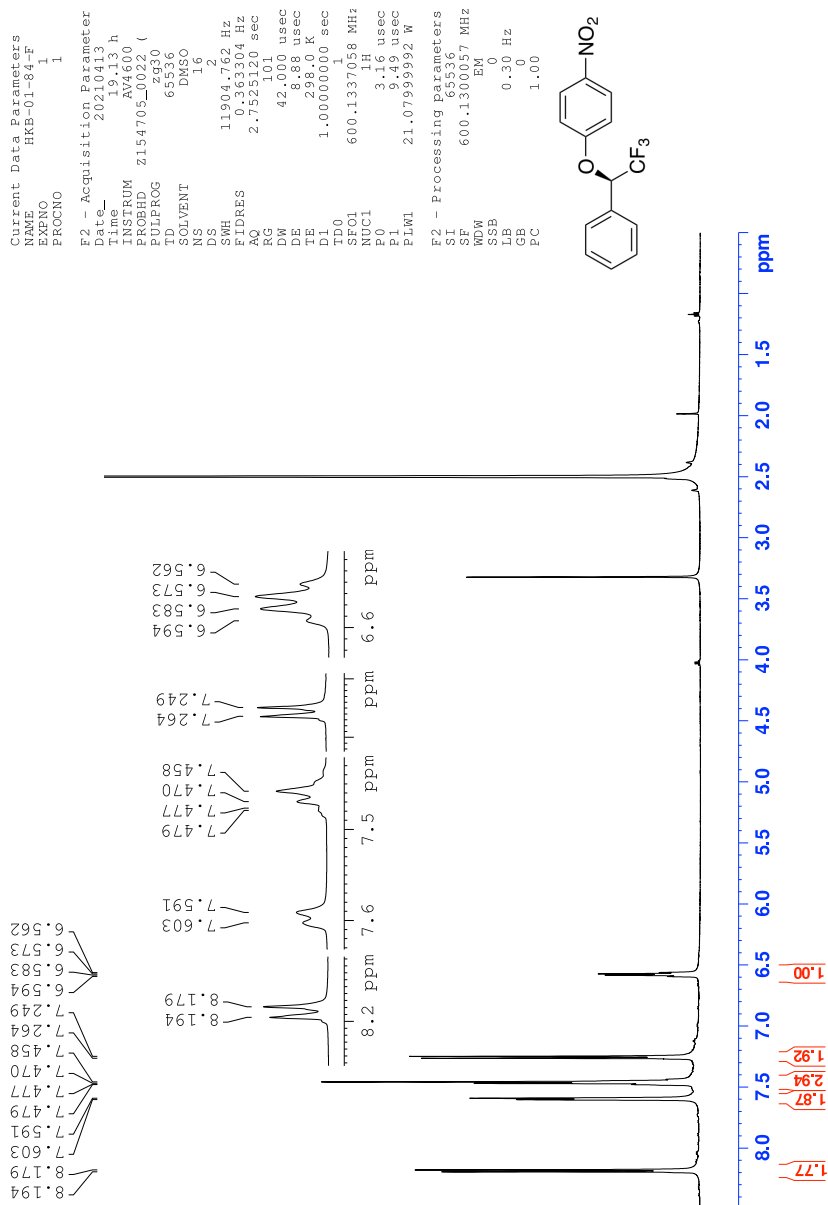 Current Data Parameters
NAME HKB-01-84-F
EXPNO 1
PROCNO 1
F2 - Acquisition Parameter
Date_ 20210413
Time 19.13 h
INSTRUM AV4600
PROBHD Z154705_0022 (
PULPROG zg30
TD 65536
SOLVENT DMSO
NS 16
DS 2
SWH 11904.762 Hz
FIDRES 0.363304 Hz
AQ 2.7525120 sec
RG 101
DW 42.000 usec
DE 8.88 usec
TE 298.0 K
D1 1.00000000 sec
TD0 1
SFO1 600.1337058 MHz
NUC1 1H
P0 3.16 usec
P1 9.49 usec
PLW1 21.07999992 W
F2 - Processing parameters
SI 65536
SF 600.1300057 MHz
WDW EM
SSB 0
LB 0.30 Hz
GB 0
PC 1.00
NO2
O
CF3
8.194
8.179
7.603
7.591
7.479
7.477
7.470
7.458
7.264
7.249
6.594
6.583
6.573
6.562
8.194
8.179
8.2 ppm
7.603
7.591
7.6
7.479
7.477
7.470
7.458
7.5 ppm
7.264
7.249
ppm
6.594
6.583
6.573
6.562
6.6 ppm
8.0 7.5 7.0 6.5 6.0 5.5 5.0 4.5 4.0 3.5 3.0 2.5 2.0 1.5 ppm
1.77
1.87
2.94
1.92
1.00